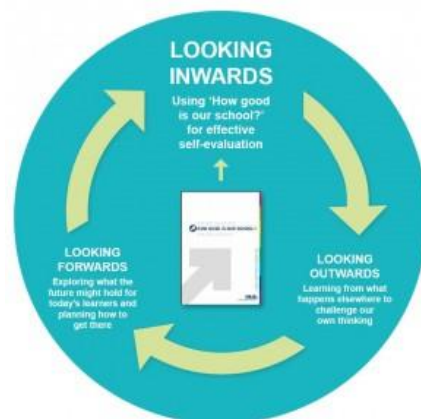 LOOKING
INWARDS
Using ‘How good
is our school?’
for effective
self-evaluation
HOW GOOD IS OUR SCHOOL?
LOOKING
FORWARDS
Exploring what the
future might hold for
today's learners and
planning how to
get there
LOOKING
OUTWARDS
Learning from what
happens elsewhere to
challenge our
own thinking